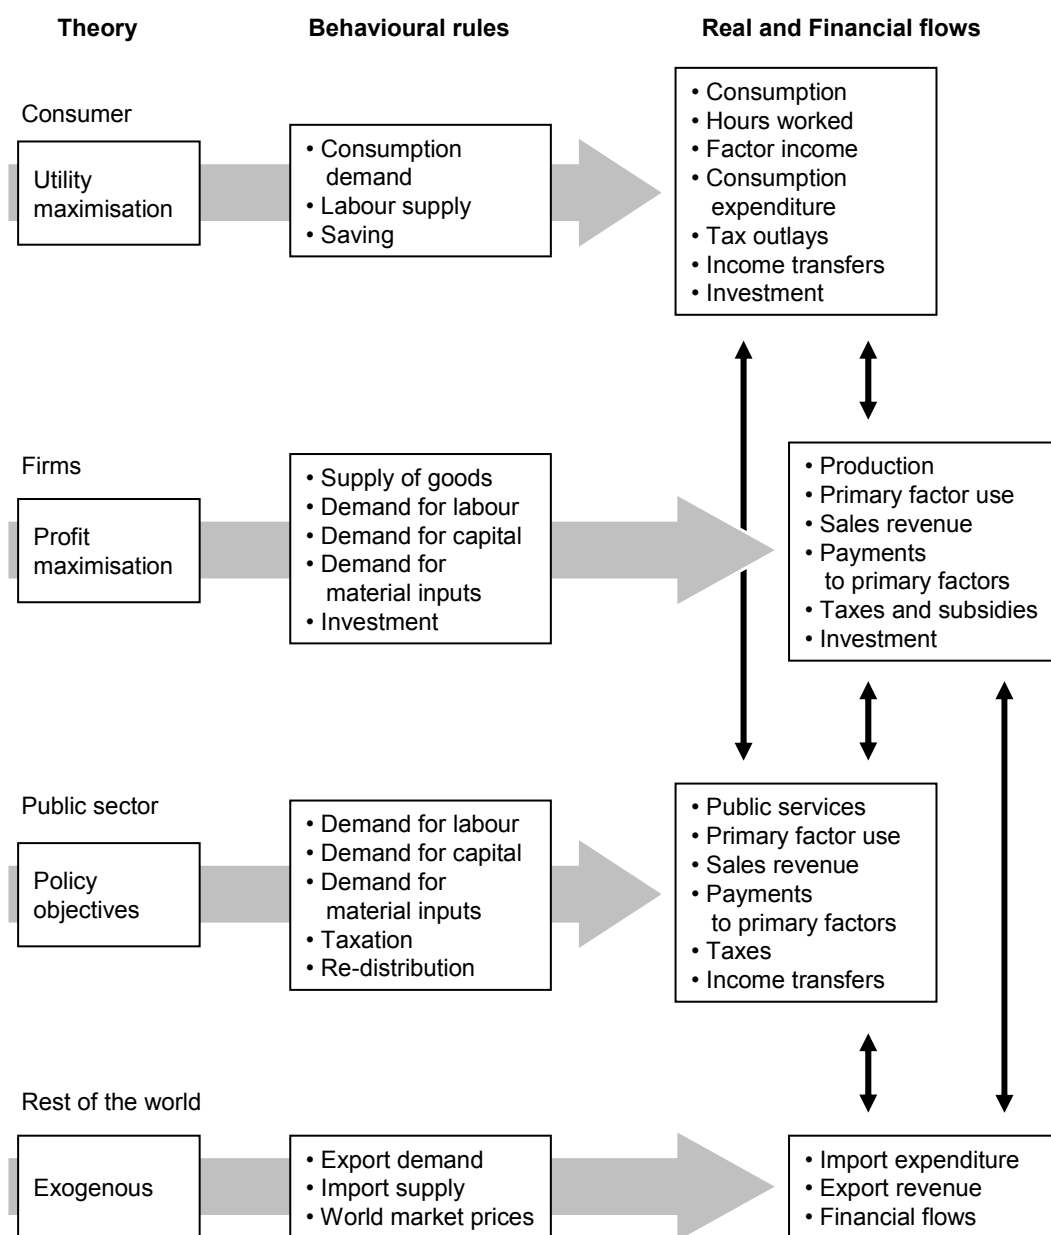 Theory Behavioural rules Real and Financial flows
Consumer
Utility
maximisation
• Consumption
demand
• Labour supply
• Saving
• Consumption
• Hours worked
• Factor income
• Consumption
expenditure
• Tax outlays
• Income transfers
• Investment
Firms
Profit
maximisation
• Supply of goods
• Demand for labour
• Demand for capital
• Demand for
material inputs
• Investment
• Production
• Primary factor use
• Sales revenue
• Payments
to primary factors
• Taxes and subsidies
• Investment
Public sector
Policy
objectives
• Demand for labour
• Demand for capital
• Demand for
material inputs
• Taxation
• Re-distribution
• Public services
• Primary factor use
• Sales revenue
• Payments
to primary factors
• Taxes
• Income transfers
Rest of the world
Exogenous
• Export demand
• Import supply
• World market prices
• Import expenditure
• Export revenue
• Financial flows